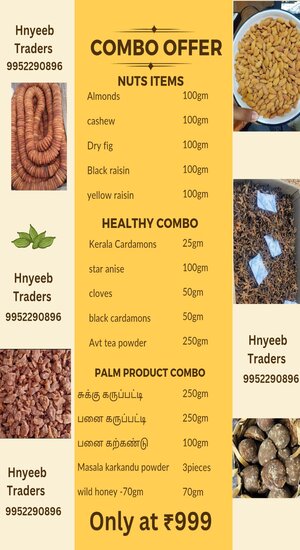 Hnyeeb
Traders
9952290896
COMBO OFFER
NUTS ITEMS
Almonds 100gm
cashew 100gm
Dry fig 100gm
Black raisin 100gm
yellow raisin 100gm
HEALTHY COMBO
Kerala Cardamons 25gm
star anise 100gm
cloves 50gm
black cardamons 50gm
Avt tea powder 250gm
PALM PRODUCT COMBO
சுக்கு கருப்பட்டி 250gm
பனை கருப்பட்டி 250gm
பனை கற்கண்டு 100gm
Masala karkandu powder 3pieces
wild honey -70gm 70gm
Only at ₹999
Hnyeeb
Traders
9952290896
Hnyeeb
Traders
9952290896
Hnyeeb
Traders
9952290896